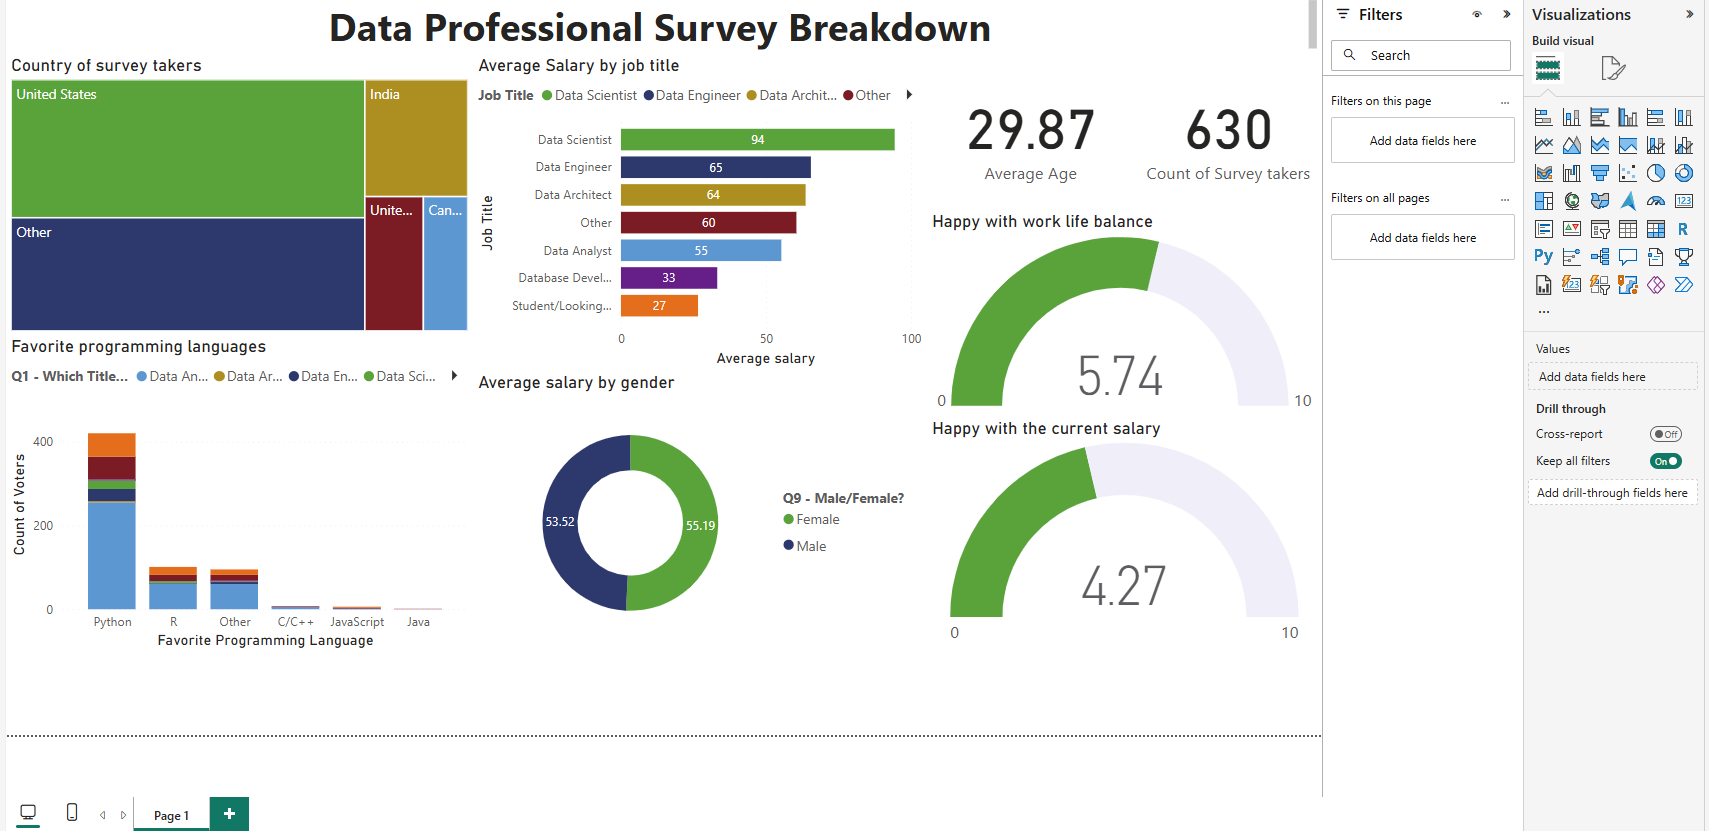 Data Professional Survey Breakdown
Country of survey takers
United States
India
Other
Unite...
Can...
Average Salary by job title
Job Title
Data Scientist
Data Engineer
Data Archit...
Other
Job Title
Data Scientist
94
Data Engineer
65
Data Architect
64
Other
60
Data Analyst
55
Database Devel...
33
Student/Looking...
27
0
50
100
Average salary
29.87
Average Age
630
Count of Survey takers
Happy with work life balance
5.74
0
10
Favorite programming languages
Q1 - Which Title...
Data An...
Data Ar...
Data En...
Data Sci...
Count of Voters
400
200
0
Python
R
Other
C/C++
JavaScript
Java
Favorite Programming Language
Average salary by gender
53.52
55.19
Q9 - Male/Female?
Female
Male
Happy with the current salary
4.27
0
10
Page 1
Filters
Search
Filters on this page
...
Add data fields here
Filters on all pages
...
Add data fields here
Visualizations
Build visual
123
R
Py
123
...
Values
Add data fields here
Drill through
Cross-report
Off
Keep all filters
On
Add drill-through fields here